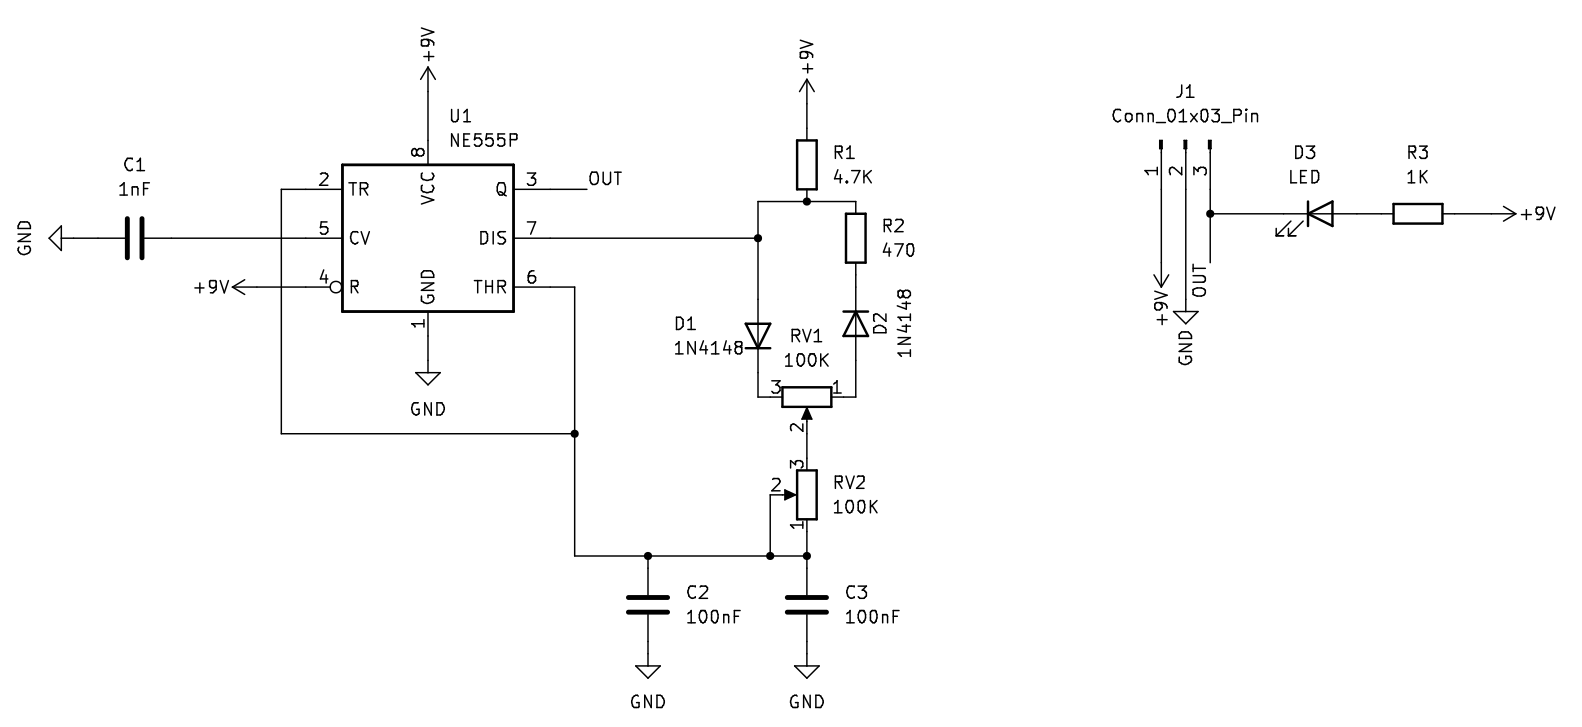 +9V
U1
NE555P
8
VCC
C1
1nF
GND
2
TR
Q
3
OUT
5
CV
DIS
7
+9V
4
R
GND
THR
6
1
GND
+9V
R1
4.7K
R2
470
D1
1N4148
D2
1N4148
RV1
100K
3
1
2
3
2
RV2
100K
1
C2
100nF
C3
100nF
GND
GND
J1
Conn_01x03_Pin
1
2
3
D3
LED
R3
1K
+9V
+9V
GND
OUT